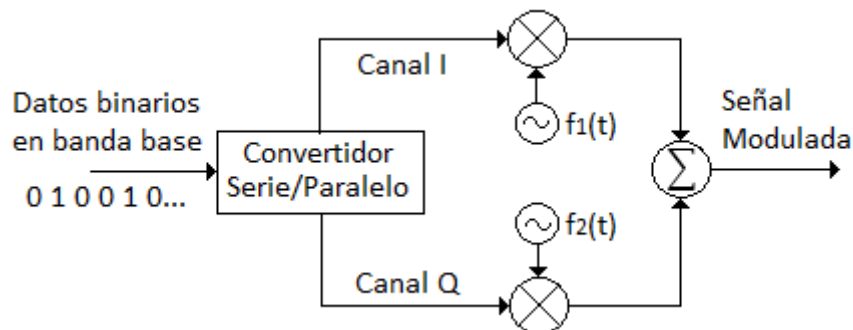 Canal I
Datos binarios
en banda base
0 1 0 0 1 0...
Convertidor
Serie/Paralelo
f1(t)
f2(t)
Canal Q
Σ
Señal
Modulada